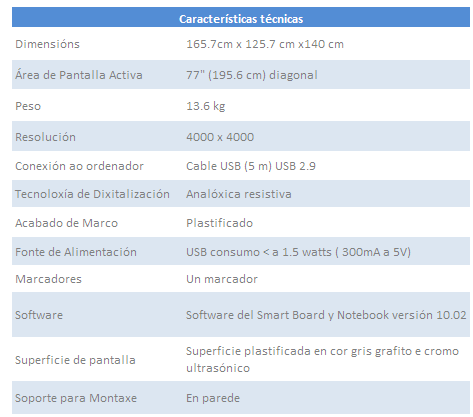 Características técnicas
Dimensións 165.7cm x 125.7 cm x140 cm
Área de Pantalla Activa 77" (195.6 cm) diagonal
Peso 13.6 kg
Resolución 4000 x 4000
Conexión ao ordenador Cable USB (5 m) USB 2.9
Tecnoloxía de Dixitalización Analóxica resistiva
Acabado de Marco Plastificado
Fonte de Alimentación USB consumo < a 1.5 watts ( 300mA a 5V)
Marcadores Un marcador
Software Software del Smart Board y Notebook versión 10.02
Superficie de pantalla Superficie plastificada en cor gris grafito e cromo
ultrasónico
Soporte para Montaxe En parede